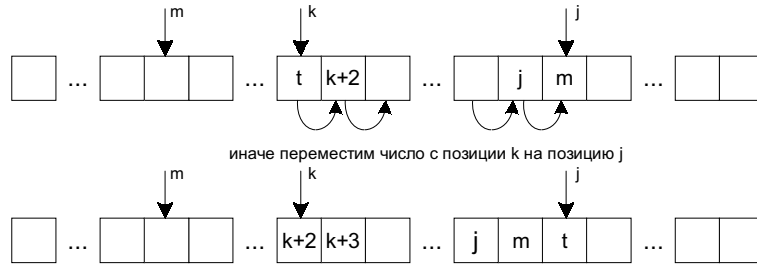 m k j
... ... t k+2 ... j m ...
иначе переместим число с позиции k на позицию j
m k j
... ... k+2 k+3 ... j m t ...